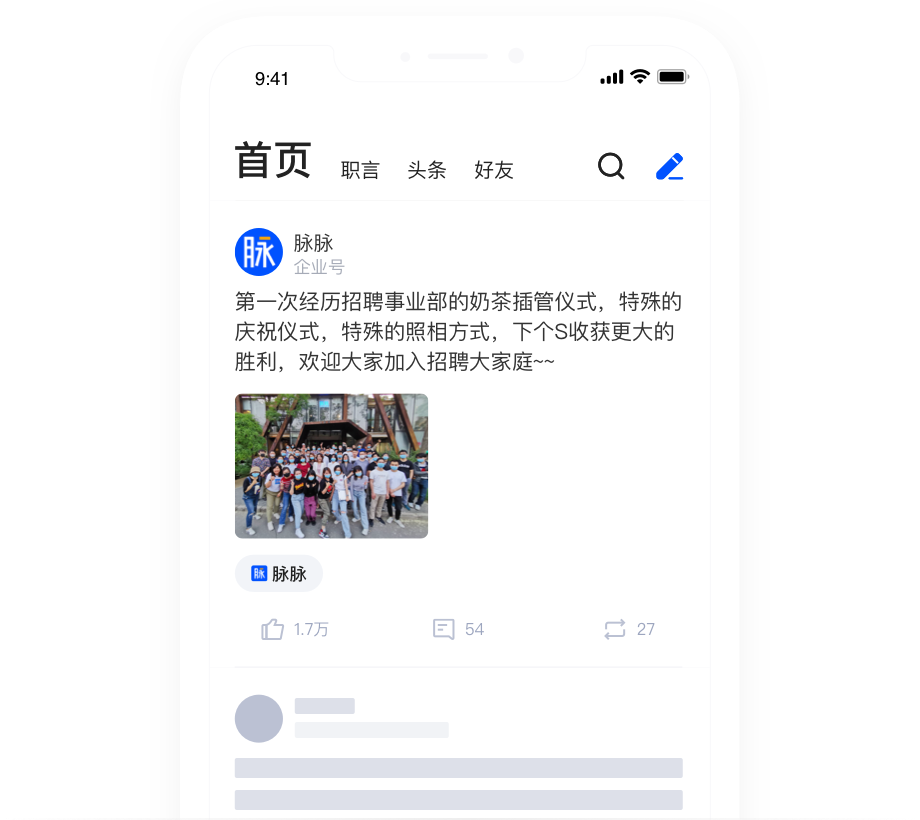 9:41
首页 职言 头条 好友
脉
脉脉
企业号
第一次经历招聘事业部的奶茶插管仪式，特殊的
庆祝仪式，特殊的照相方式，下个S收获更大的
胜利，欢迎大家加入招聘大家庭~~
脉 脉脉
1.7万 54 27